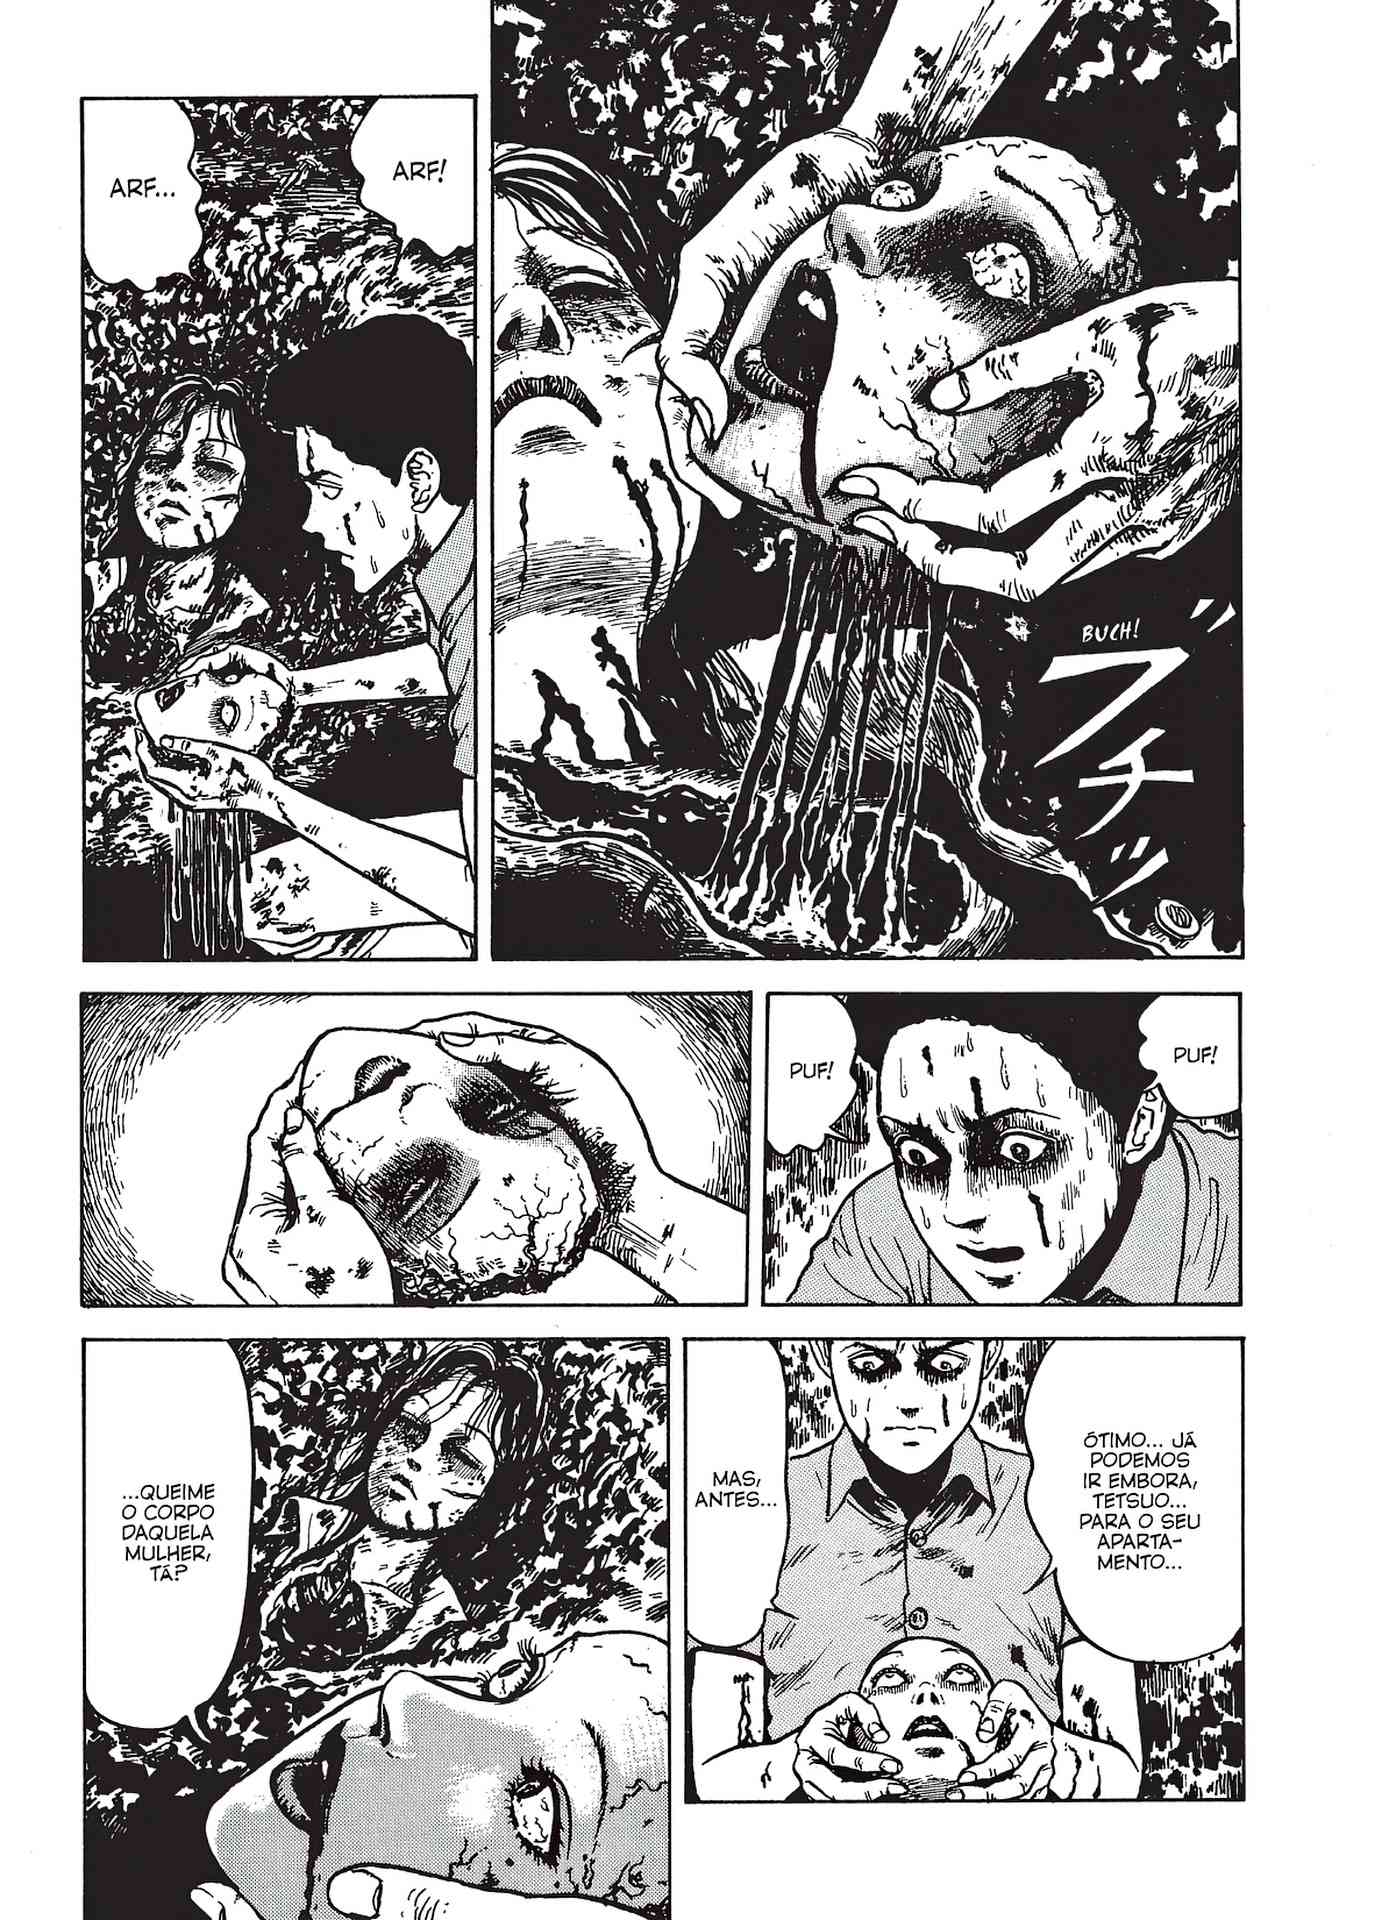 BUCH!
ブチッ
ARF!
ARF...
PUF!
PUF!
ÓTIMO... JÁ
PODEMOS
IR EMBORA,
TETSUO...
PARA O SEU
APARTA-
MENTO...
MAS,
ANTES...
...QUEIME
O CORPO
DAQUELA
MULHER,
TÁ?